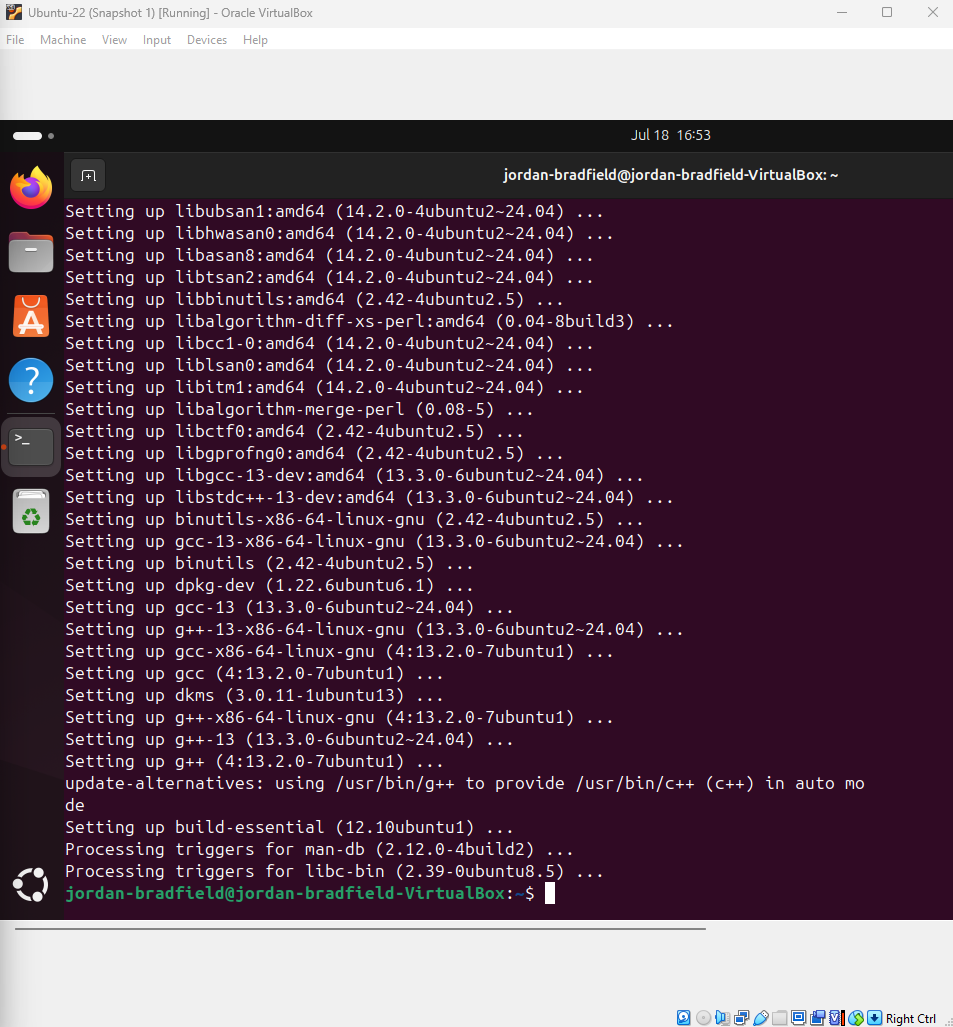 Ubuntu-22 (Snapshot 1) [Running] - Oracle VirtualBox
File Machine View Input Devices Help
Jul 18 16:53
jordan-bradfield@jordan-bradfield-VirtualBox: ~
Setting up libubsan1:amd64 (14.2.0-4ubuntu2~24.04) ...
Setting up libhwasan0:amd64 (14.2.0-4ubuntu2~24.04) ...
Setting up libasan8:amd64 (14.2.0-4ubuntu2~24.04) ...
Setting up libtsan2:amd64 (14.2.0-4ubuntu2~24.04) ...
Setting up libbinutils:amd64 (2.42-4ubuntu2.5) ...
Setting up libalgorithm-diff-xs-perl:amd64 (0.04-8build3) ...
Setting up libcc1-0:amd64 (14.2.0-4ubuntu2~24.04) ...
Setting up liblsan0:amd64 (14.2.0-4ubuntu2~24.04) ...
Setting up libitm1:amd64 (14.2.0-4ubuntu2~24.04) ...
Setting up libalgorithm-merge-perl (0.08-5) ...
Setting up libctf0:amd64 (2.42-4ubuntu2.5) ...
Setting up libgprofng0:amd64 (2.42-4ubuntu2.5) ...
Setting up libgcc-13-dev:amd64 (13.3.0-6ubuntu2~24.04) ...
Setting up libstdc++-13-dev:amd64 (13.3.0-6ubuntu2~24.04) ...
Setting up binutils-x86-64-linux-gnu (2.42-4ubuntu2.5) ...
Setting up gcc-13-x86-64-linux-gnu (13.3.0-6ubuntu2~24.04) ...
Setting up binutils (2.42-4ubuntu2.5) ...
Setting up dpkg-dev (1.22.6ubuntu6.1) ...
Setting up gcc-13 (13.3.0-6ubuntu2~24.04) ...
Setting up g++-13-x86-64-linux-gnu (13.3.0-6ubuntu2~24.04) ...
Setting up gcc-x86-64-linux-gnu (4:13.2.0-7ubuntu1) ...
Setting up gcc (4:13.2.0-7ubuntu1) ...
Setting up dkms (3.0.11-1ubuntu13) ...
Setting up g++-x86-64-linux-gnu (4:13.2.0-7ubuntu1) ...
Setting up g++-13 (13.3.0-6ubuntu2~24.04) ...
Setting up g++ (4:13.2.0-7ubuntu1) ...
update-alternatives: using /usr/bin/g++ to provide /usr/bin/c++ (c++) in auto mo
de
Setting up build-essential (12.10ubuntu1) ...
Processing triggers for man-db (2.12.0-4build2) ...
Processing triggers for libc-bin (2.39-0ubuntu8.5) ...
jordan-bradfield@jordan-bradfield-VirtualBox:~$
Right Ctrl